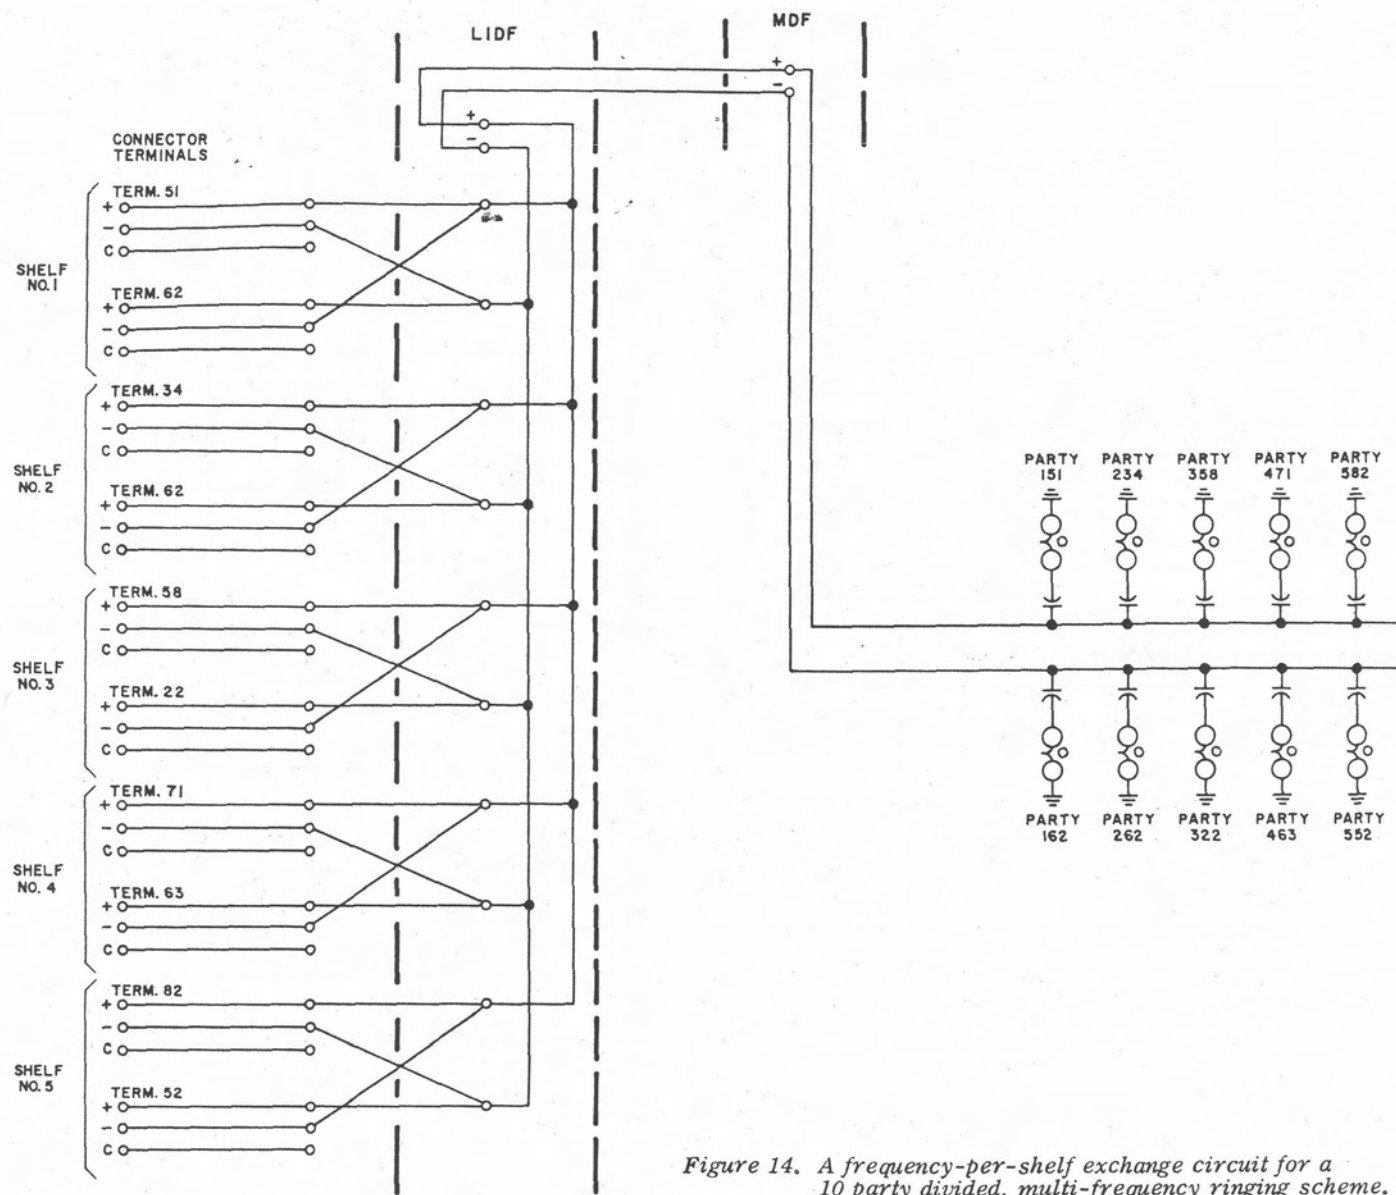 LIDF
MDF
+
-
+
-
CONNECTOR
TERMINALS
TERM. 51
+
-
C
SHELF
NO. 1
TERM. 62
+
-
C
TERM. 34
+
-
C
SHELF
NO. 2
TERM. 62
+
-
C
TERM. 58
+
-
C
SHELF
NO. 3
TERM. 22
+
-
C
TERM. 71
+
-
C
SHELF
NO. 4
TERM. 63
+
-
C
TERM. 82
+
-
C
SHELF
NO. 5
TERM. 52
+
-
C
PARTY
151
PARTY
234
PARTY
358
PARTY
471
PARTY
582
PARTY
162
PARTY
262
PARTY
322
PARTY
463
PARTY
552
Figure 14. A frequency-per-shelf exchange circuit for a
10 party divided, multi-frequency ringing scheme.